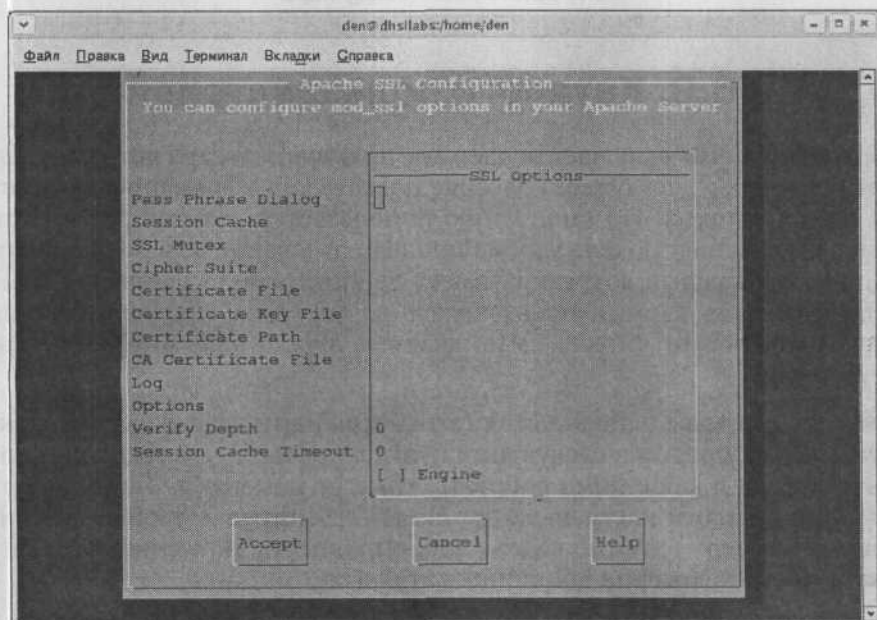 den@dhsilabs:/home/den
Файл Правка Вид Терминал Вкладки Справка
Apache SSL Configuration
You can configure mod_ssl options in your Apache Server
SSL Options
Pass Phrase Dialog
Session Cache
SSL Mutex
Cipher Suite
Certificate File
Certificate Key File
Certificate Path
CA Certificate File
Log
Options
Verify Depth 0
Session Cache Timeout 0
[ ] Engine
Accept Cancel Help